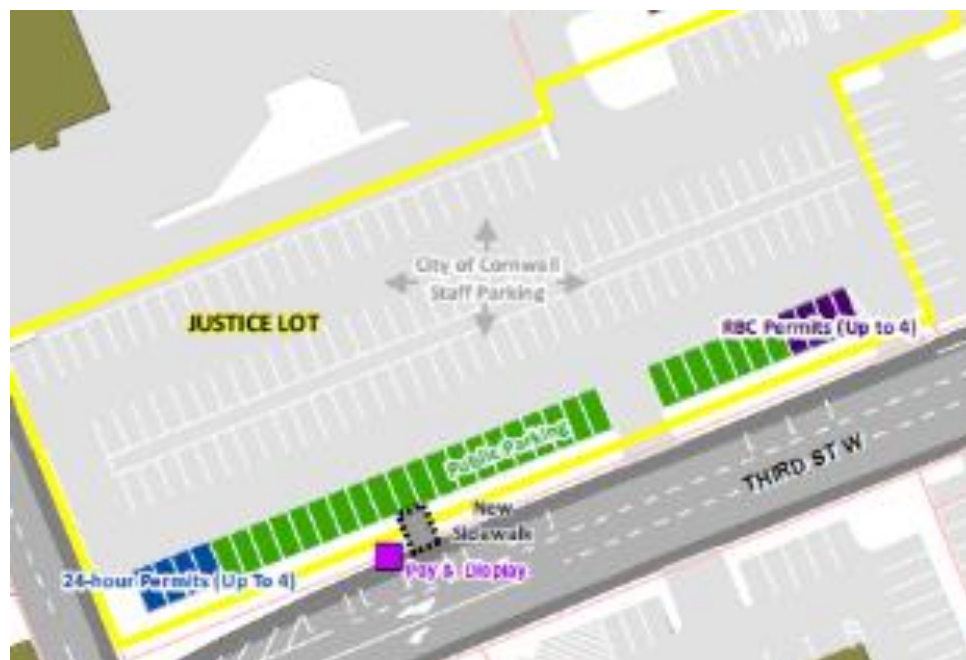 City of Cornwall
Staff Parking
JUSTICE LOT
RBC Permits (Up to 4)
Public Parking
THIRD ST W
New
Sidewalk
24-hour Permits (Up To 4)
Pay & Display